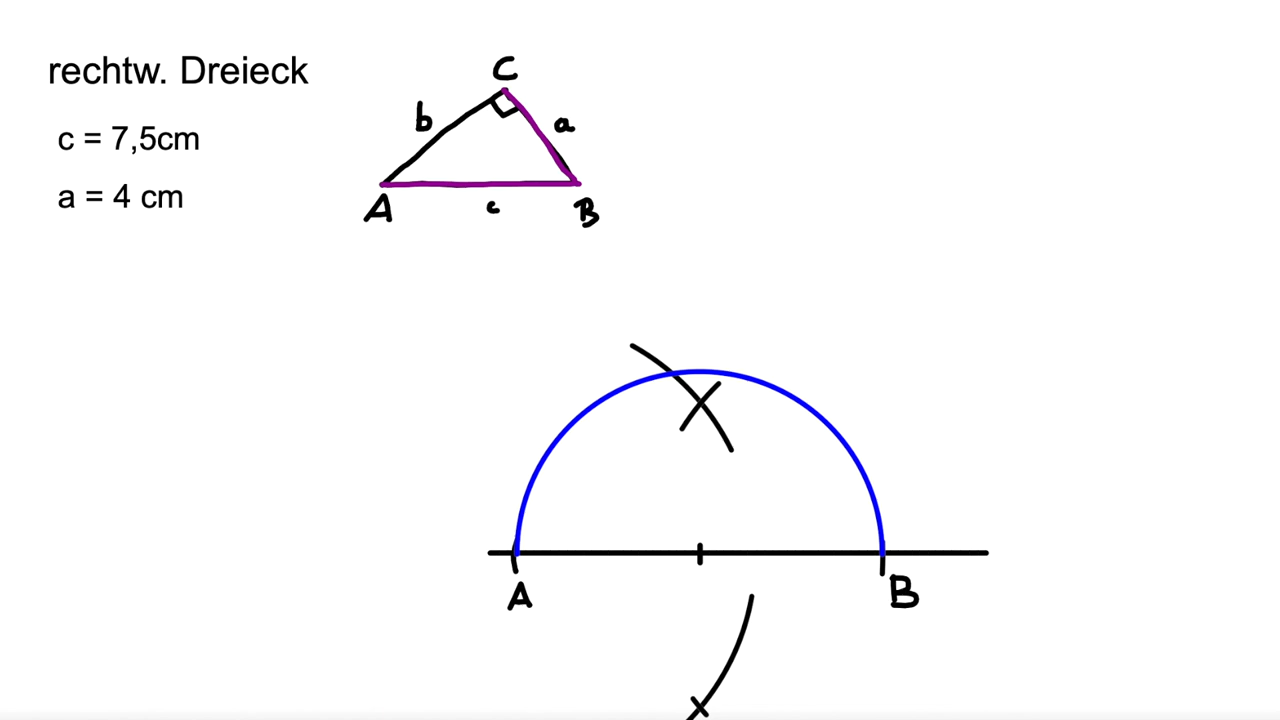 rechtw. Dreieck
c = 7,5cm
a = 4 cm
C
b
a
A
c
B
A
B